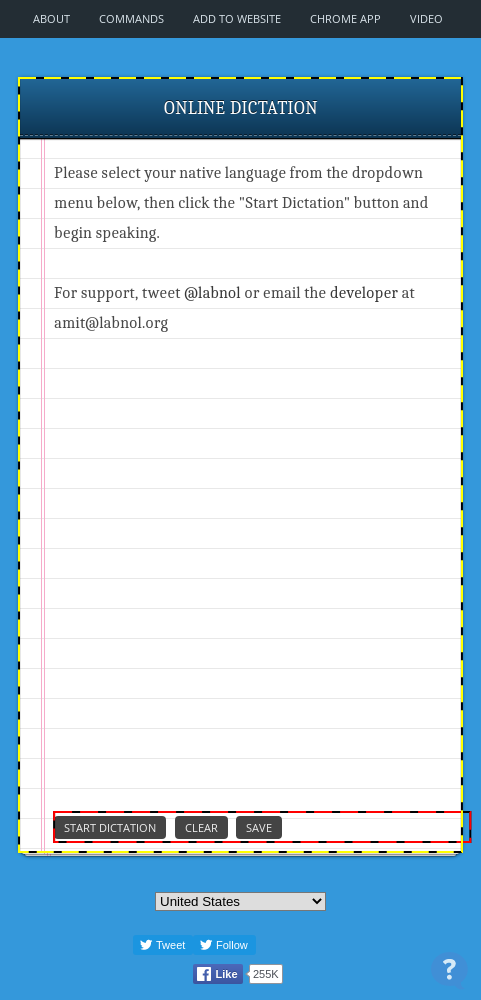 ABOUT COMMANDS ADD TO WEBSITE CHROME APP VIDEO
ONLINE DICTATION
Please select your native language from the dropdown
menu below, then click the "Start Dictation" button and
begin speaking.
For support, tweet @labnol or email the developer at
amit@labnol.org
START DICTATION CLEAR SAVE
United States
Tweet Follow
Like 255K
?